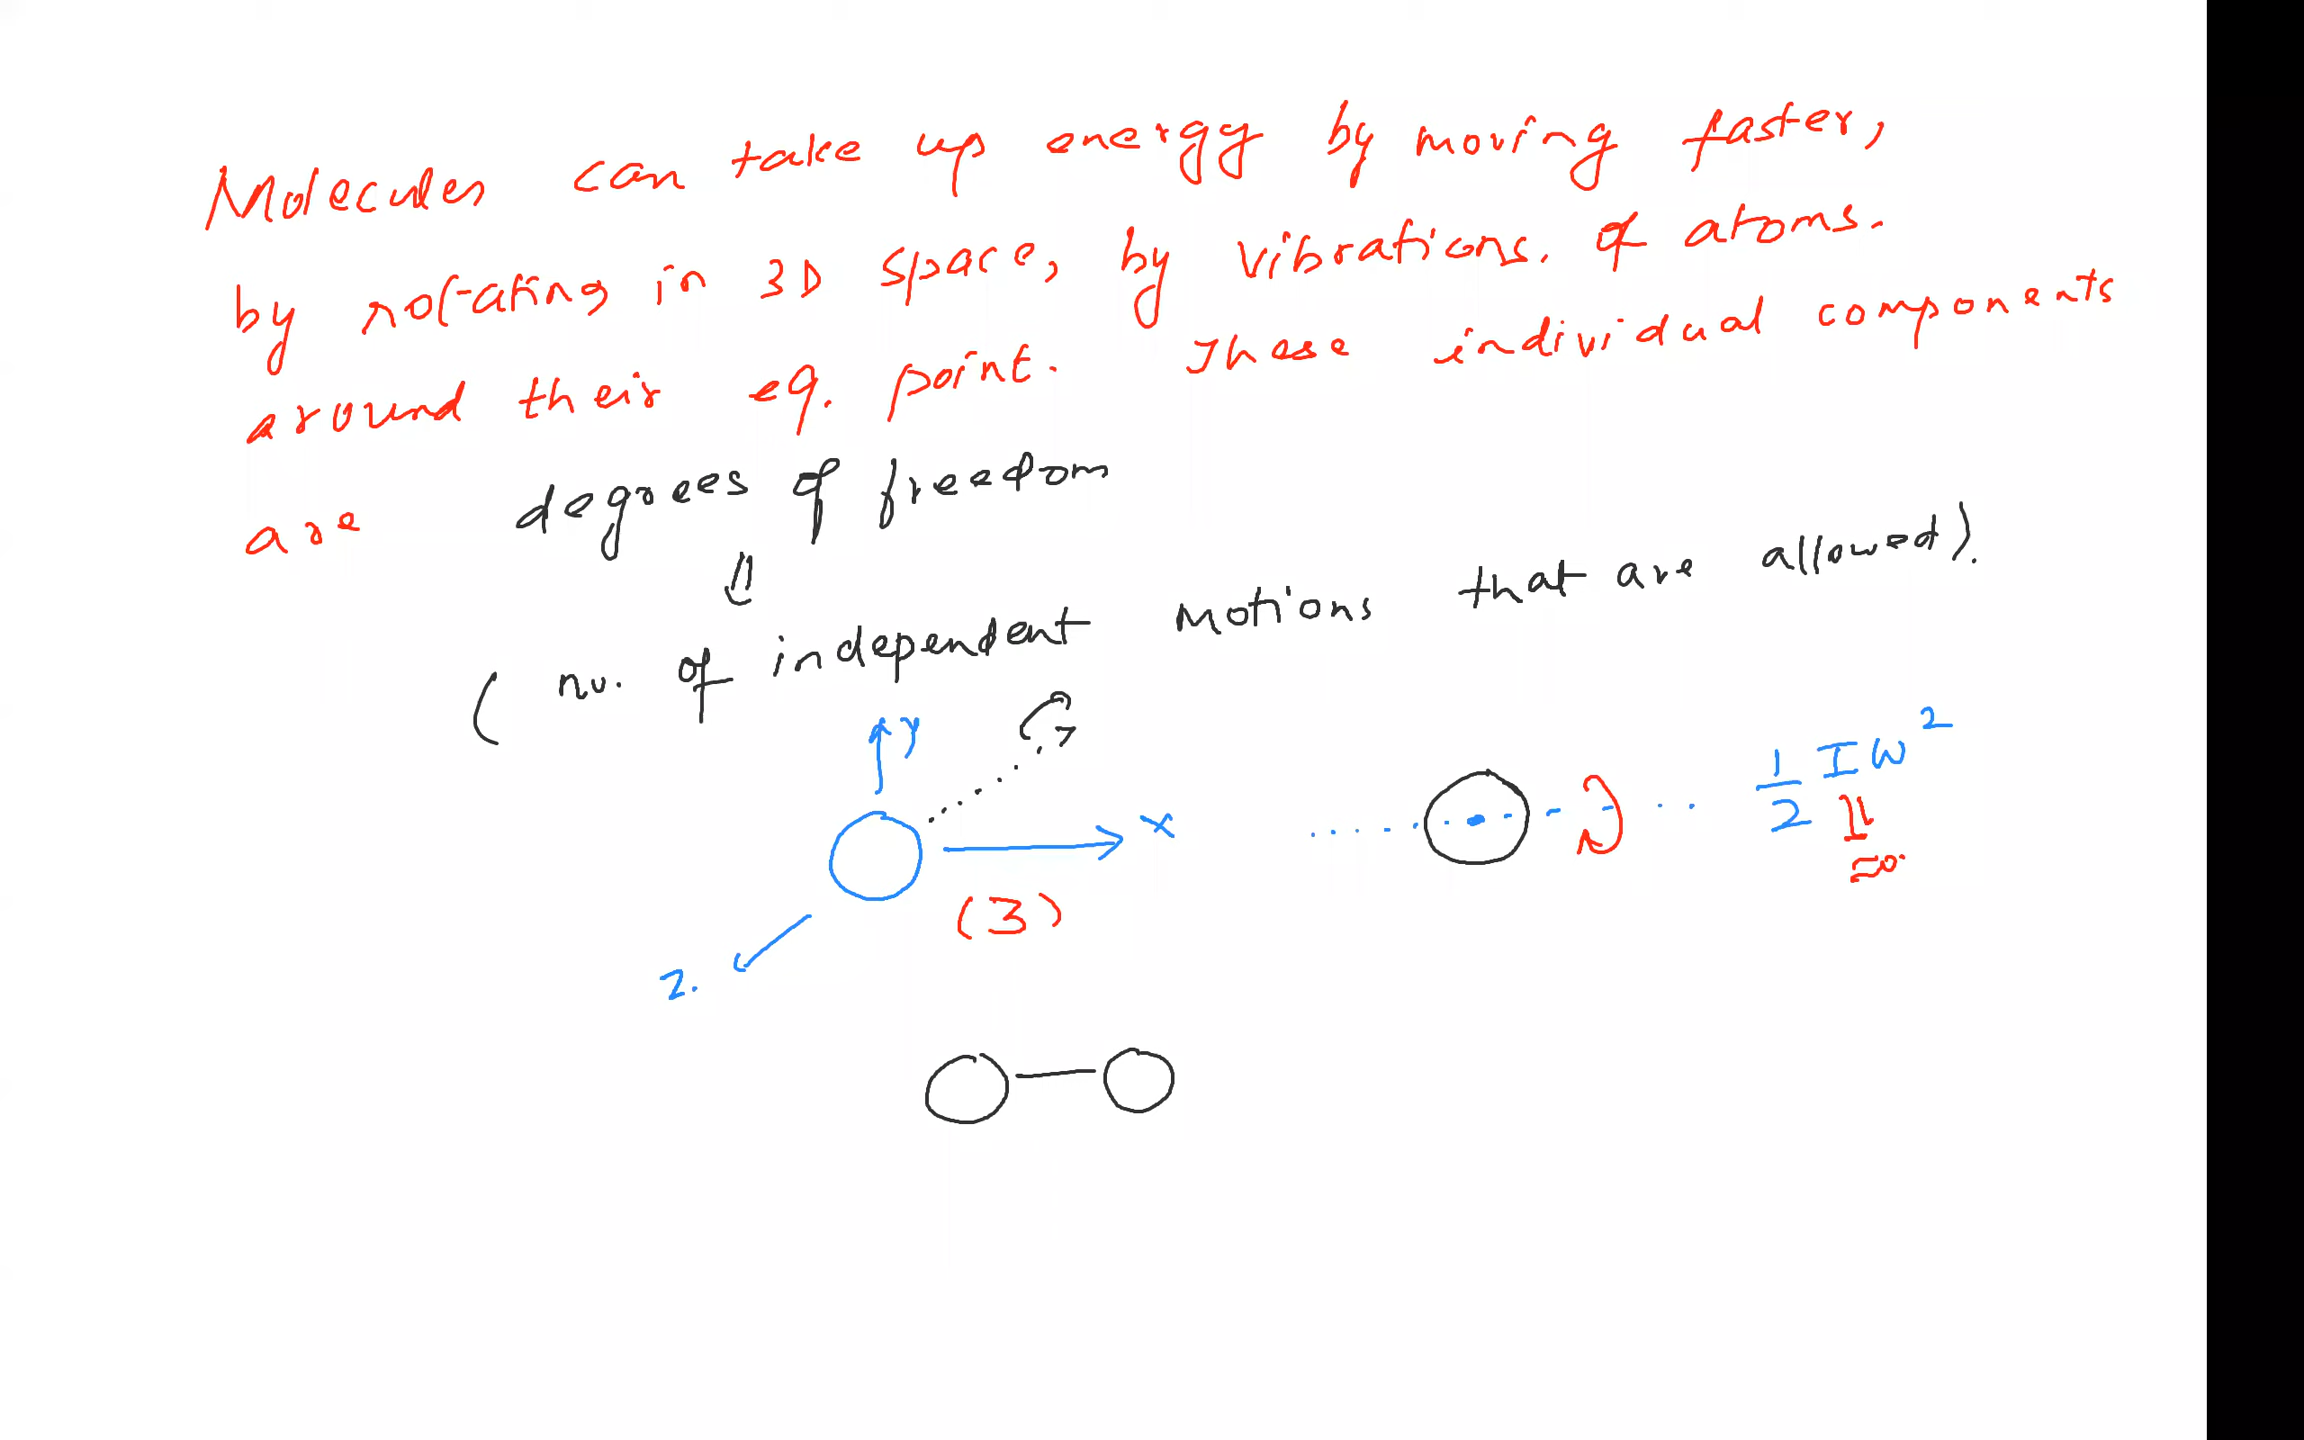 Molecules can take up energy by moving faster,
by rotating in 3D space, by vibrations. of atoms.
around their eq. point. These individual components
are degrees of freedom
( no. of independent motions that are allowed).
y
x
(3)
z.
1/2 I ω²
≈0.